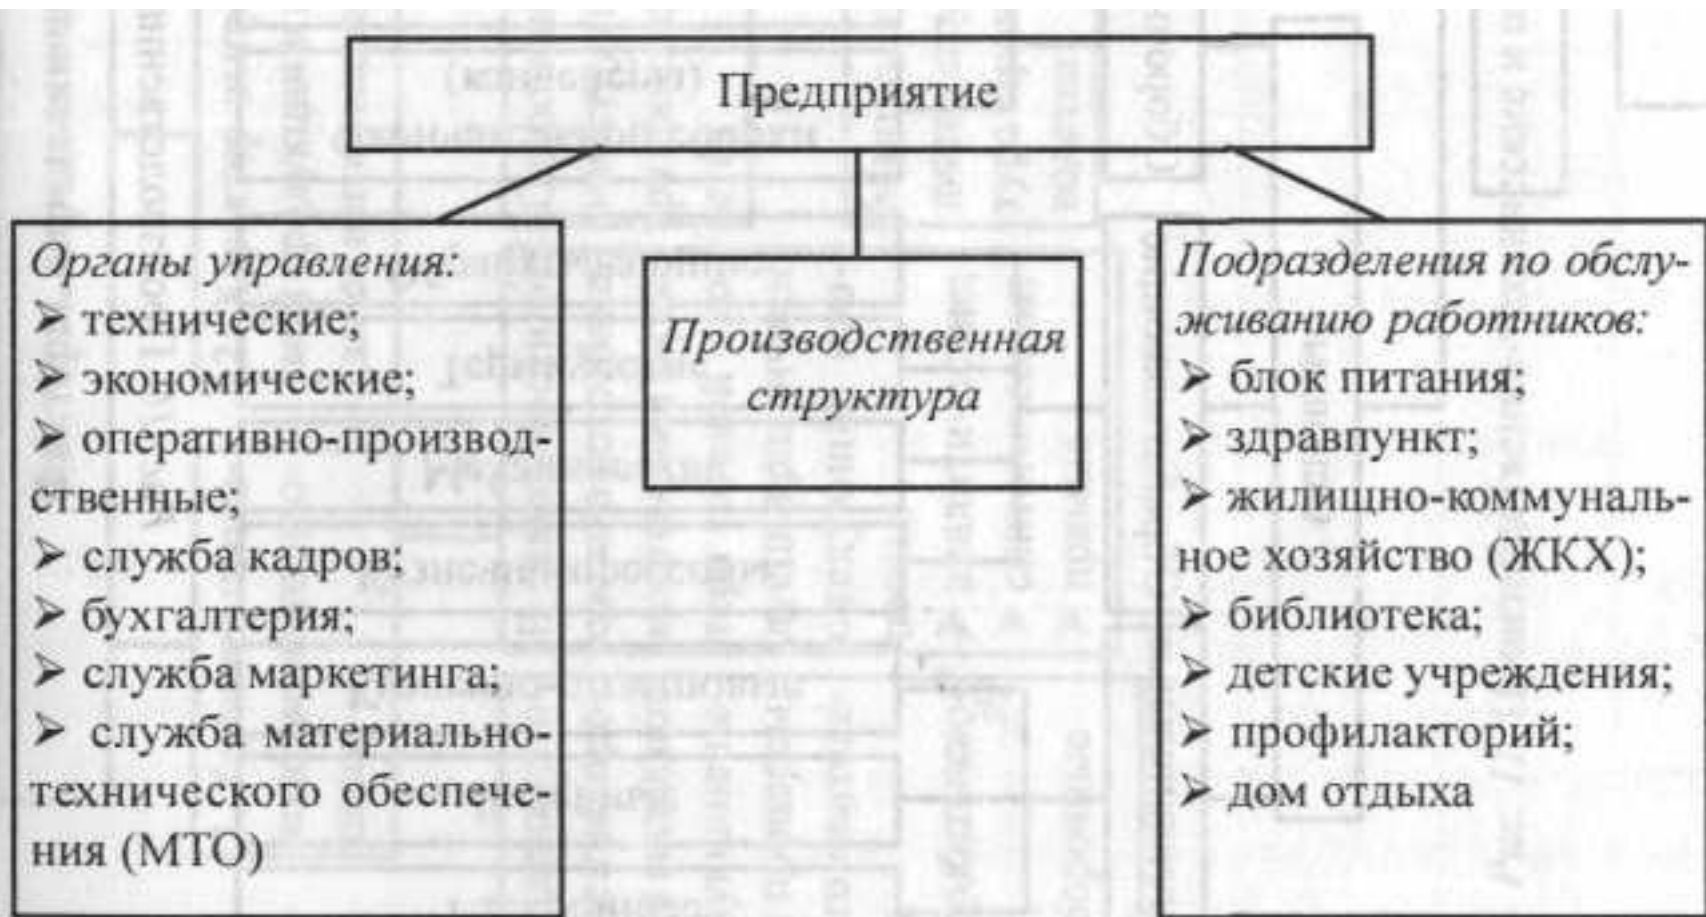 Предприятие
Органы управления:
➢ технические;
➢ экономические;
➢ оперативно-производ-
ственные;
➢ служба кадров;
➢ бухгалтерия;
➢ служба маркетинга;
➢ служба материально-
технического обеспече-
ния (МТО)
Производственная
структура
Подразделения по обслу-
живанию работников:
➢ блок питания;
➢ здравпункт;
➢ жилищно-коммуналь-
ное хозяйство (ЖКХ);
➢ библиотека;
➢ детские учреждения;
➢ профилакторий;
➢ дом отдыха